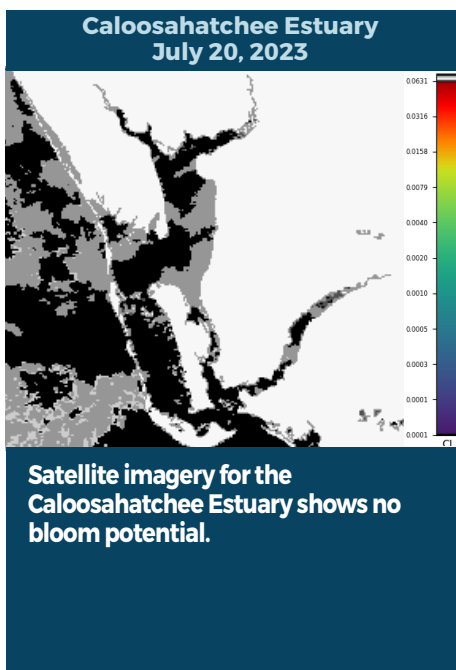 Caloosahatchee Estuary
July 20, 2023
0.0631
0.0316
0.0158
0.0079
0.0040
0.0020
0.0010
0.0005
0.0003
0.0001
0.0001
CI
Satellite imagery for the
Caloosahatchee Estuary shows no
bloom potential.